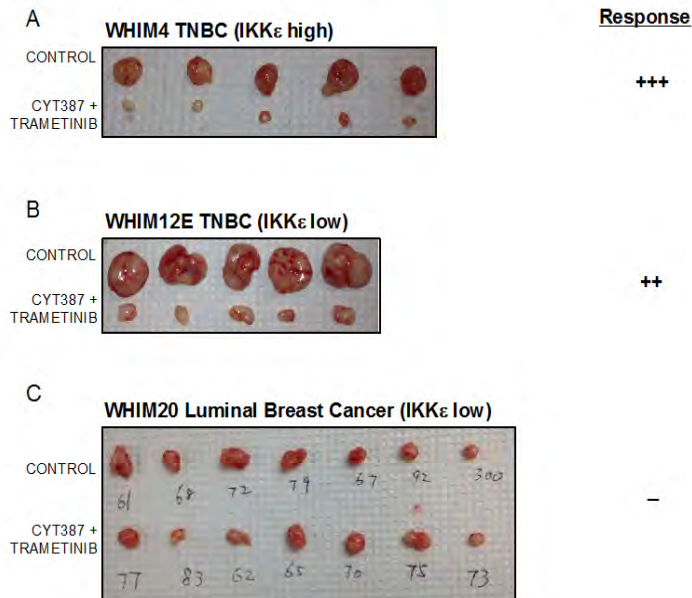 A
Response
WHIM4 TNBC (IKKε high)
CONTROL
CYT387 +
TRAMETINIB
+++
B
WHIM12E TNBC (IKKε low)
CONTROL
CYT387 +
TRAMETINIB
++
C
WHIM20 Luminal Breast Cancer (IKKε low)
CONTROL
61 68 72 79 67 92 300
CYT387 +
TRAMETINIB
77 83 62 65 70 75 73
–